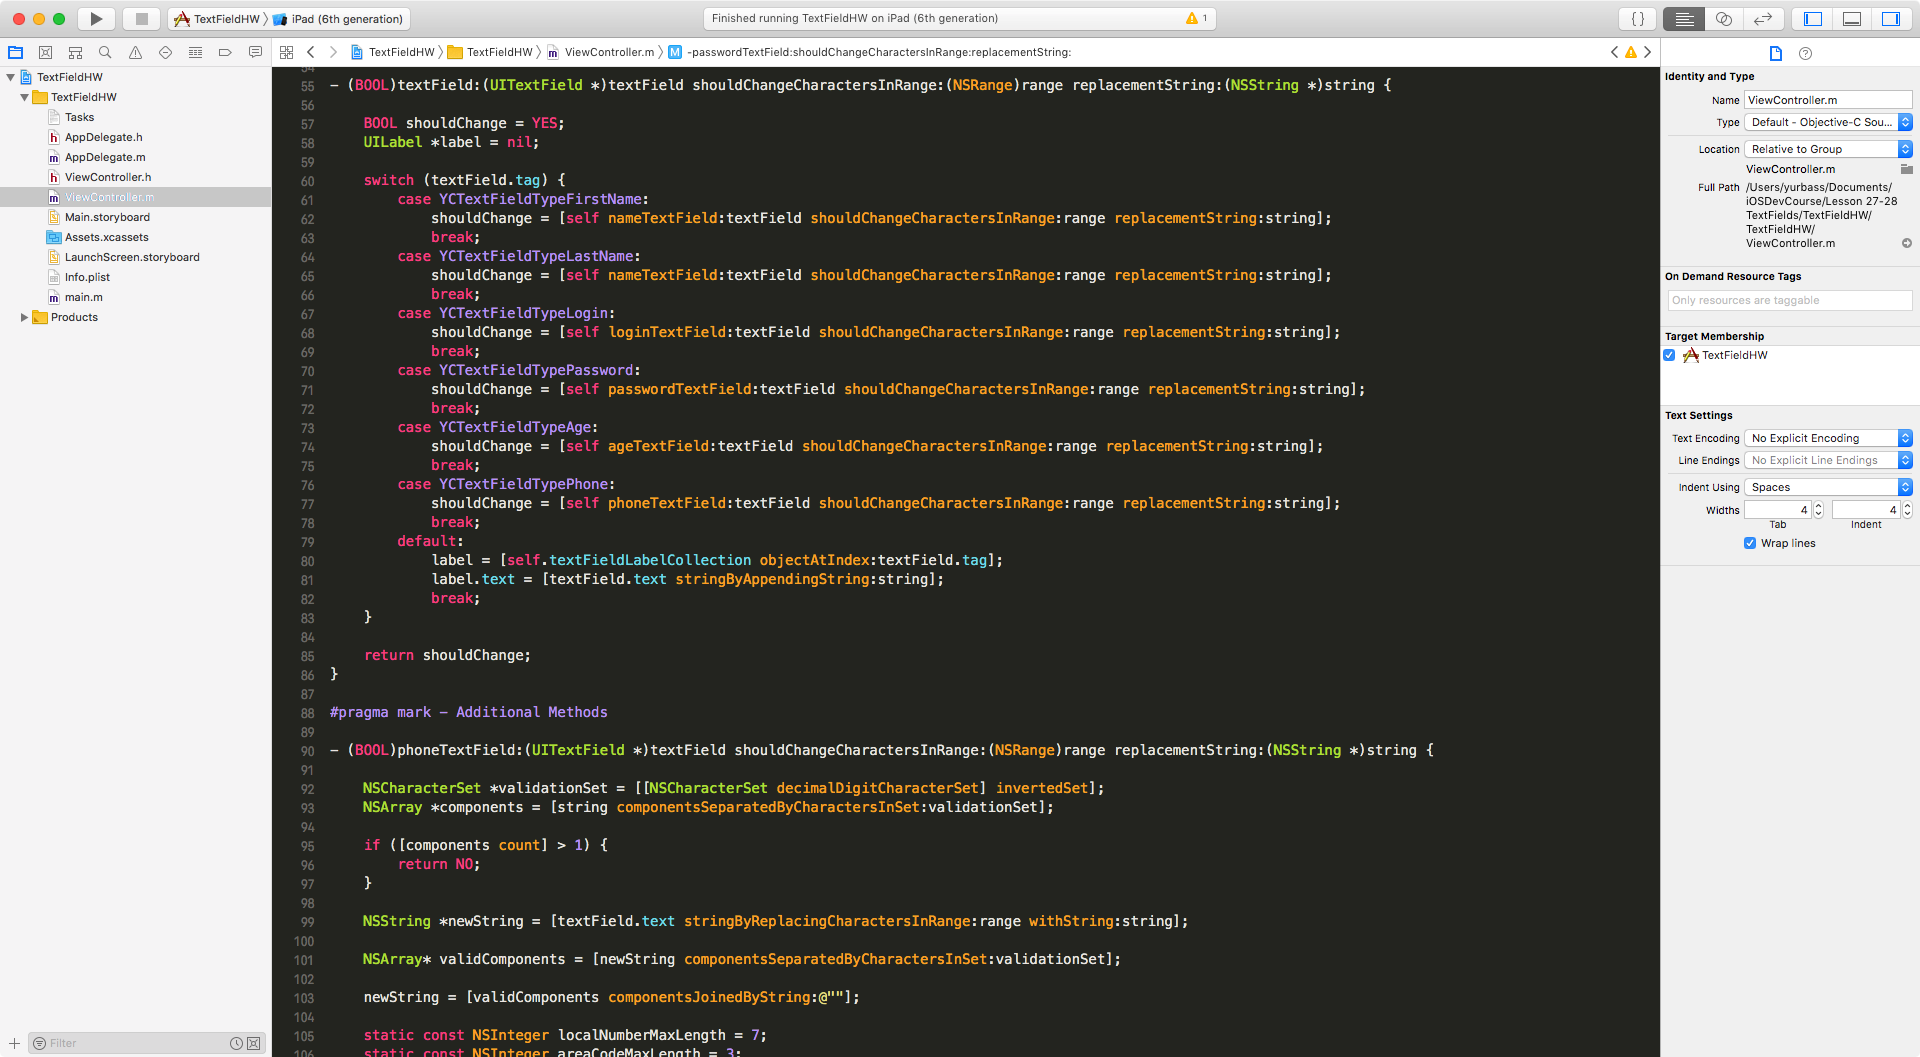 TextFieldHW
iPad (6th generation)
Finished running TextFieldHW on iPad (6th generation)
1
{ }
TextFieldHW
TextFieldHW
ViewController.m
M
-passwordTextField:shouldChangeCharactersInRange:replacementString:
TextFieldHW
TextFieldHW
Tasks
h AppDelegate.h
m AppDelegate.m
h ViewController.h
m ViewController.m
Main.storyboard
Assets.xcassets
LaunchScreen.storyboard
Info.plist
m main.m
Products
Filter
54
55 - (BOOL)textField:(UITextField *)textField shouldChangeCharactersInRange:(NSRange)range replacementString:(NSString *)string {
56
57     BOOL shouldChange = YES;
58     UILabel *label = nil;
59
60     switch (textField.tag) {
61         case YCTextFieldTypeFirstName:
62             shouldChange = [self nameTextField:textField shouldChangeCharactersInRange:range replacementString:string];
63             break;
64         case YCTextFieldTypeLastName:
65             shouldChange = [self nameTextField:textField shouldChangeCharactersInRange:range replacementString:string];
66             break;
67         case YCTextFieldTypeLogin:
68             shouldChange = [self loginTextField:textField shouldChangeCharactersInRange:range replacementString:string];
69             break;
70         case YCTextFieldTypePassword:
71             shouldChange = [self passwordTextField:textField shouldChangeCharactersInRange:range replacementString:string];
72             break;
73         case YCTextFieldTypeAge:
74             shouldChange = [self ageTextField:textField shouldChangeCharactersInRange:range replacementString:string];
75             break;
76         case YCTextFieldTypePhone:
77             shouldChange = [self phoneTextField:textField shouldChangeCharactersInRange:range replacementString:string];
78             break;
79         default:
80             label = [self.textFieldLabelCollection objectAtIndex:textField.tag];
81             label.text = [textField.text stringByAppendingString:string];
82             break;
83     }
84
85     return shouldChange;
86 }
87
88 #pragma mark - Additional Methods
89
90 - (BOOL)phoneTextField:(UITextField *)textField shouldChangeCharactersInRange:(NSRange)range replacementString:(NSString *)string {
91
92     NSCharacterSet *validationSet = [[NSCharacterSet decimalDigitCharacterSet] invertedSet];
93     NSArray *components = [string componentsSeparatedByCharactersInSet:validationSet];
94
95     if ([components count] > 1) {
96         return NO;
97     }
98
99     NSString *newString = [textField.text stringByReplacingCharactersInRange:range withString:string];
100
101     NSArray* validComponents = [newString componentsSeparatedByCharactersInSet:validationSet];
102
103     newString = [validComponents componentsJoinedByString:@""];
104
105     static const NSInteger localNumberMaxLength = 7;
106     static const NSInteger areaCodeMaxLength = 3;
Identity and Type
Name ViewController.m
Type Default - Objective-C Sou...
Location Relative to Group
ViewController.m
Full Path /Users/yurbass/Documents/
iOSDevCourse/Lesson 27-28
TextFields/TextFieldHW/
TextFieldHW/
ViewController.m
On Demand Resource Tags
Only resources are taggable
Target Membership
TextFieldHW
Text Settings
Text Encoding No Explicit Encoding
Line Endings No Explicit Line Endings
Indent Using Spaces
Widths 4 4
Tab Indent
Wrap lines